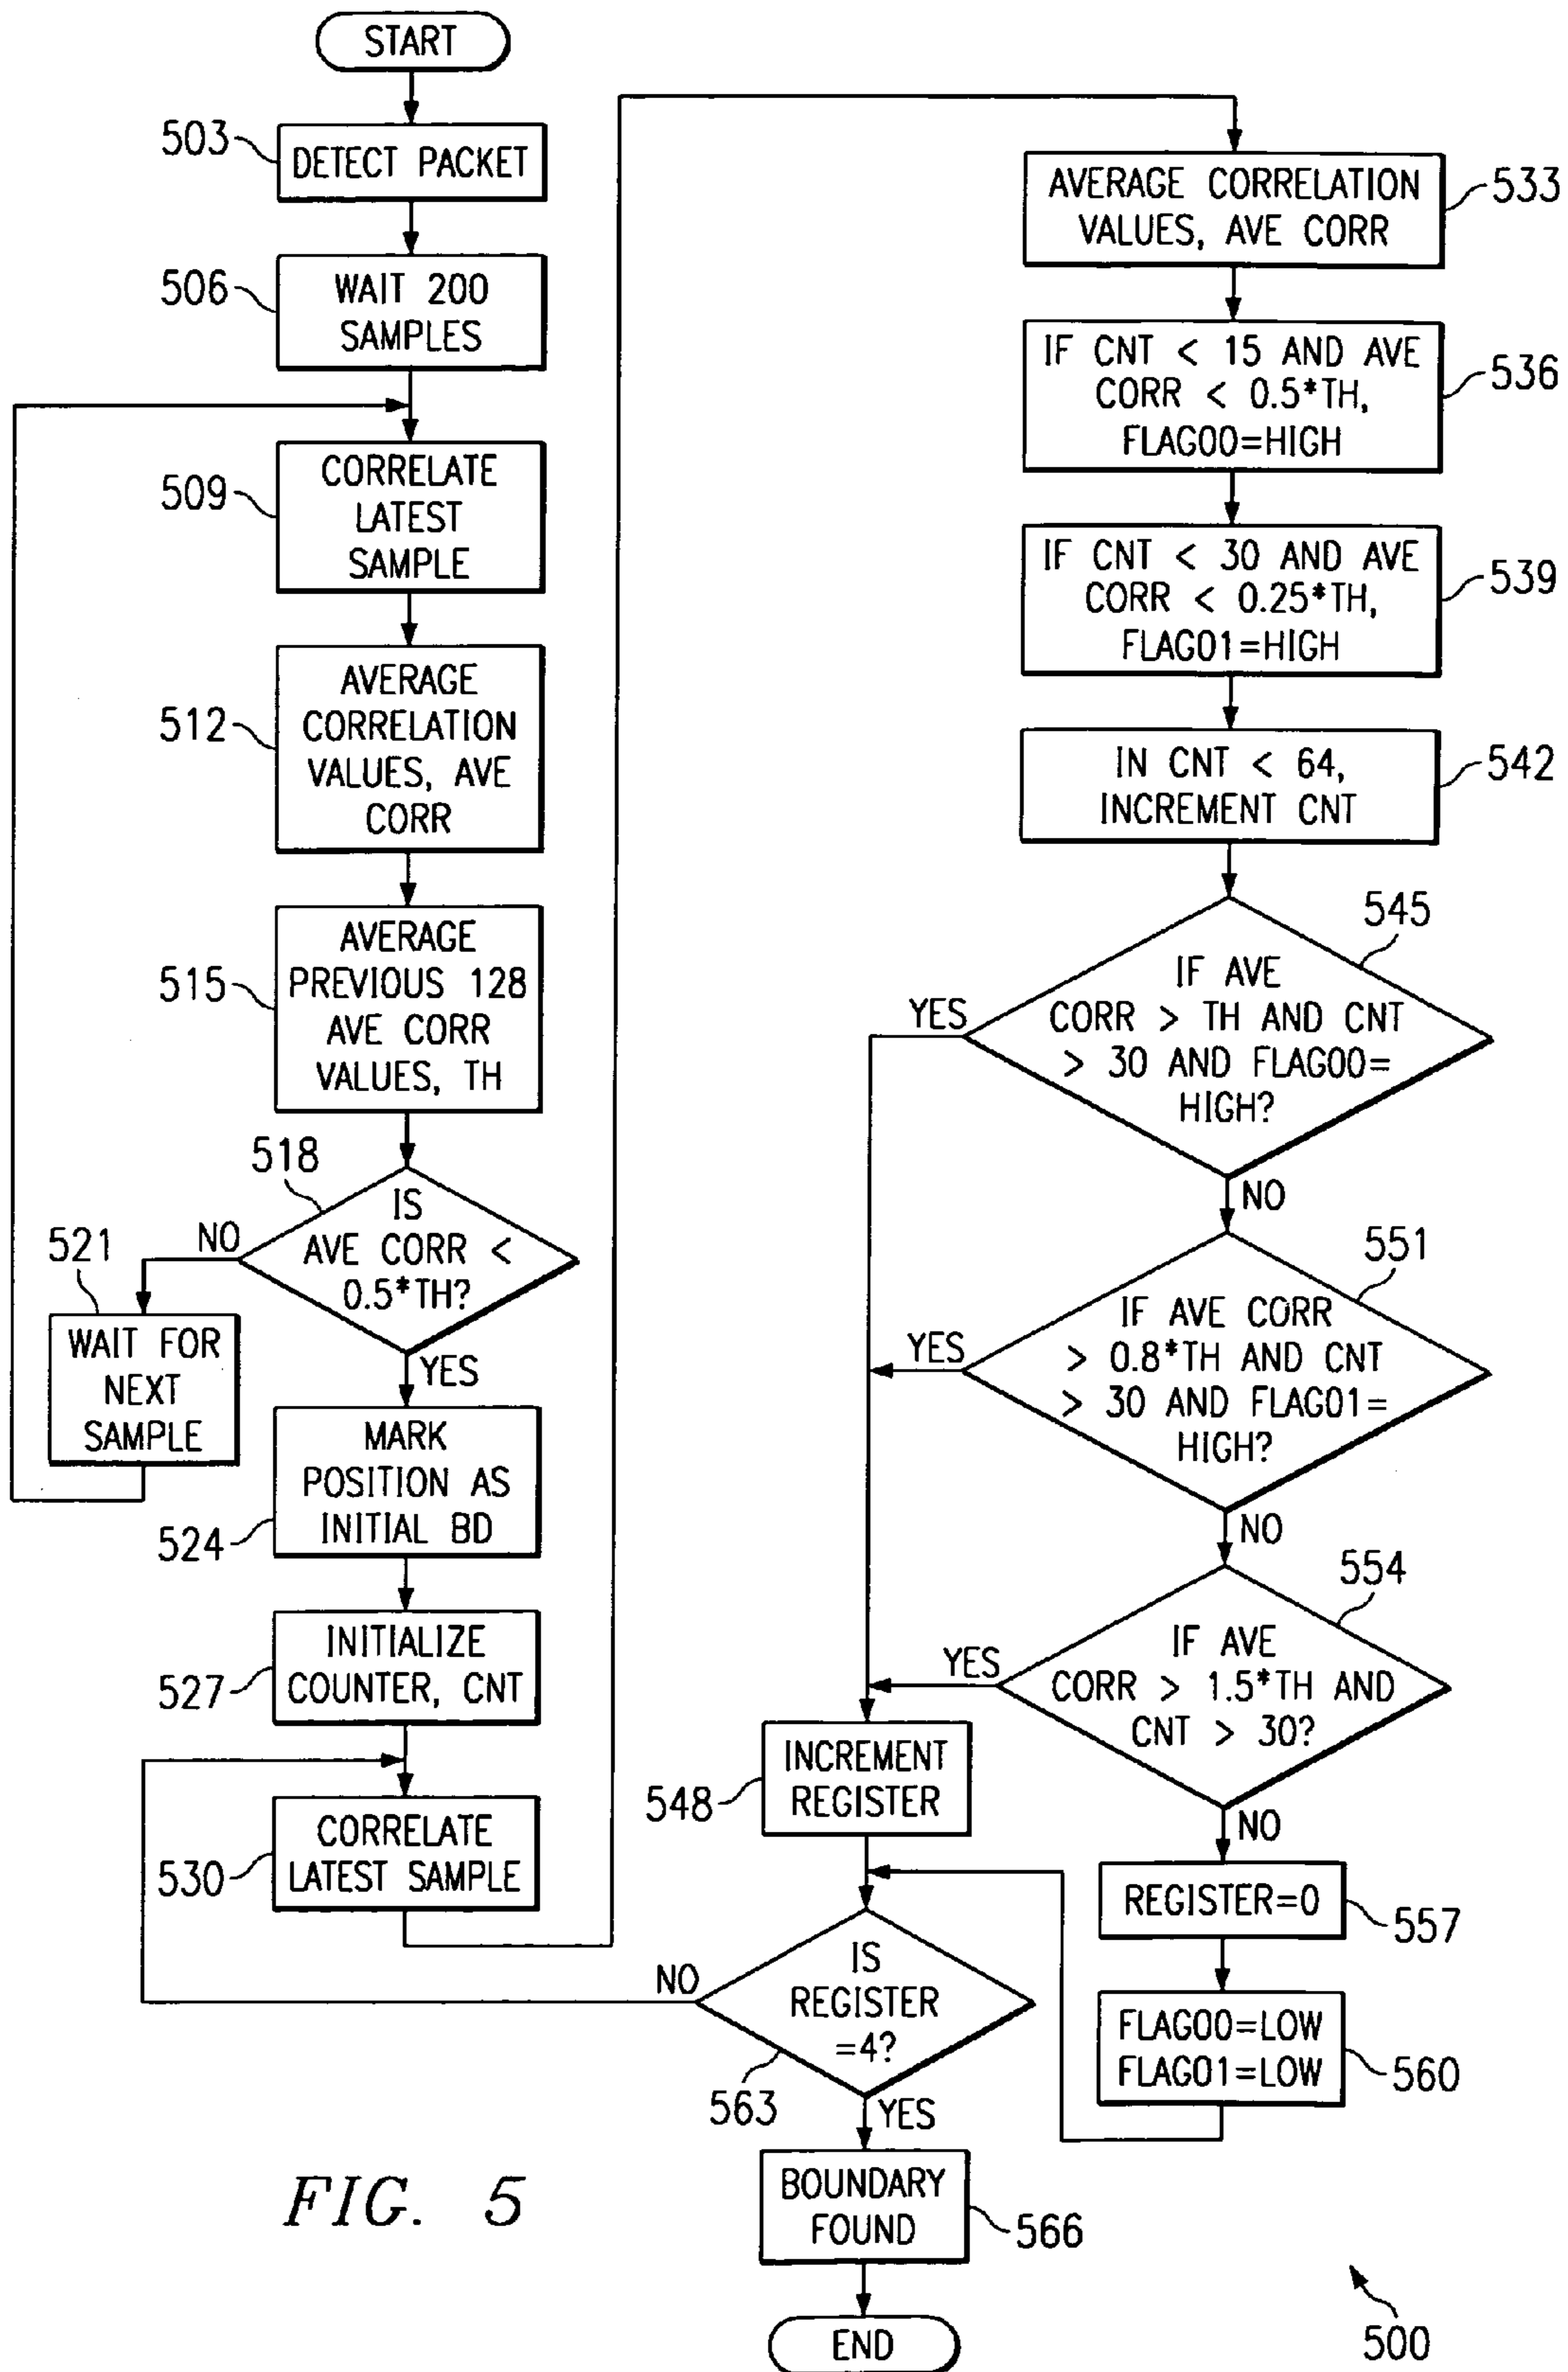 START
503
DETECT PACKET
506
WAIT 200
SAMPLES
509
CORRELATE
LATEST
SAMPLE
512
AVERAGE
CORRELATION
VALUES, AVE
CORR
515
AVERAGE
PREVIOUS 128
AVE CORR
VALUES, TH
518
IS
AVE CORR <
0.5*TH?
NO
YES
521
WAIT FOR
NEXT
SAMPLE
524
MARK
POSITION AS
INITIAL BD
527
INITIALIZE
COUNTER, CNT
530
CORRELATE
LATEST SAMPLE
AVERAGE CORRELATION
VALUES, AVE CORR
533
IF CNT < 15 AND AVE
CORR < 0.5*TH,
FLAG00=HIGH
536
IF CNT < 30 AND AVE
CORR < 0.25*TH,
FLAG01=HIGH
539
IN CNT < 64,
INCREMENT CNT
542
545
IF AVE
CORR > TH AND CNT
> 30 AND FLAG00=
HIGH?
YES
NO
551
IF AVE CORR
> 0.8*TH AND CNT
> 30 AND FLAG01=
HIGH?
YES
NO
554
IF AVE
CORR > 1.5*TH AND
CNT > 30?
YES
NO
548
INCREMENT
REGISTER
REGISTER=0
557
FLAG00=LOW
FLAG01=LOW
560
IS
REGISTER
=4?
NO
563
YES
BOUNDARY
FOUND
566
END
FIG. 5
500